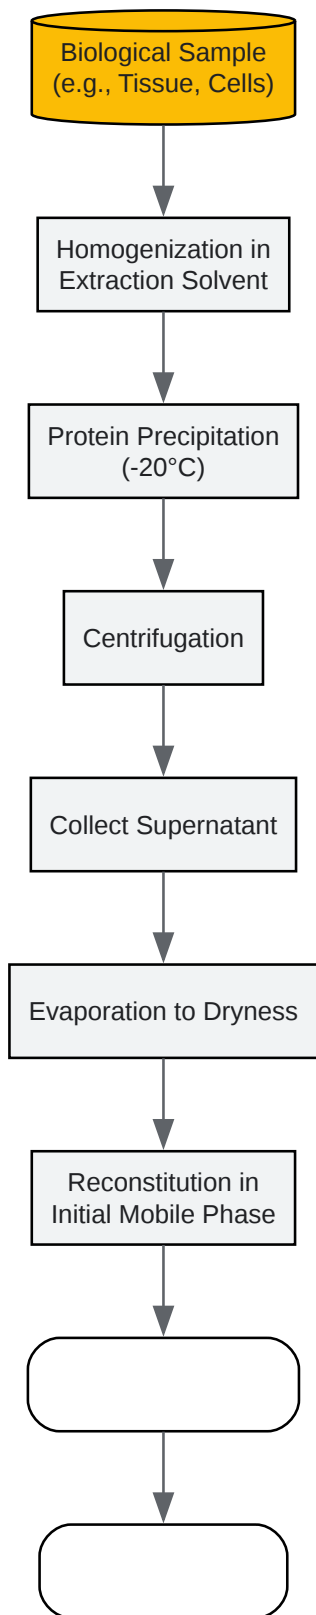 Biological Sample
(e.g., Tissue, Cells)
Homogenization in
Extraction Solvent
Protein Precipitation
(-20°C)
Centrifugation
Collect Supernatant
Evaporation to Dryness
Reconstitution in
Initial Mobile Phase